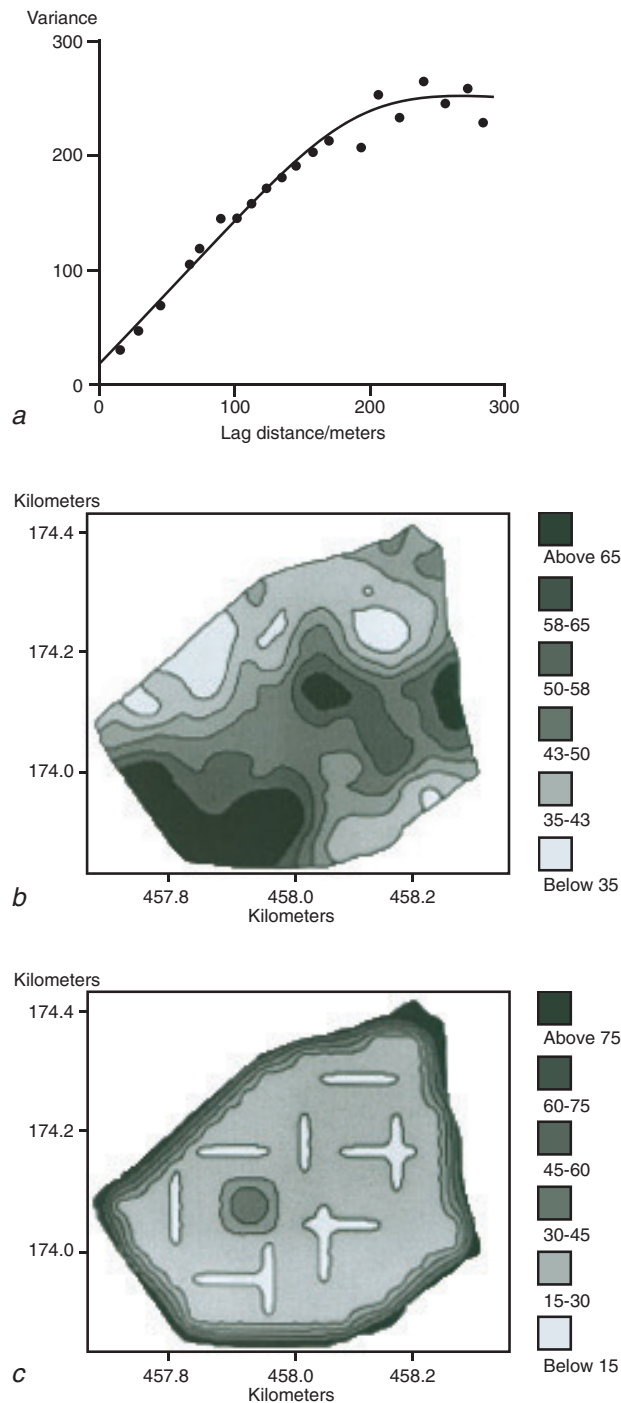 Variance
300
200
100
0
0 100 200 300
Lag distance/meters
a
Kilometers
174.4
174.2
174.0
457.8 458.0 458.2
Kilometers
b
Above 65
58-65
50-58
43-50
35-43
Below 35
Kilometers
174.4
174.2
174.0
457.8 458.0 458.2
Kilometers
c
Above 75
60-75
45-60
30-45
15-30
Below 15